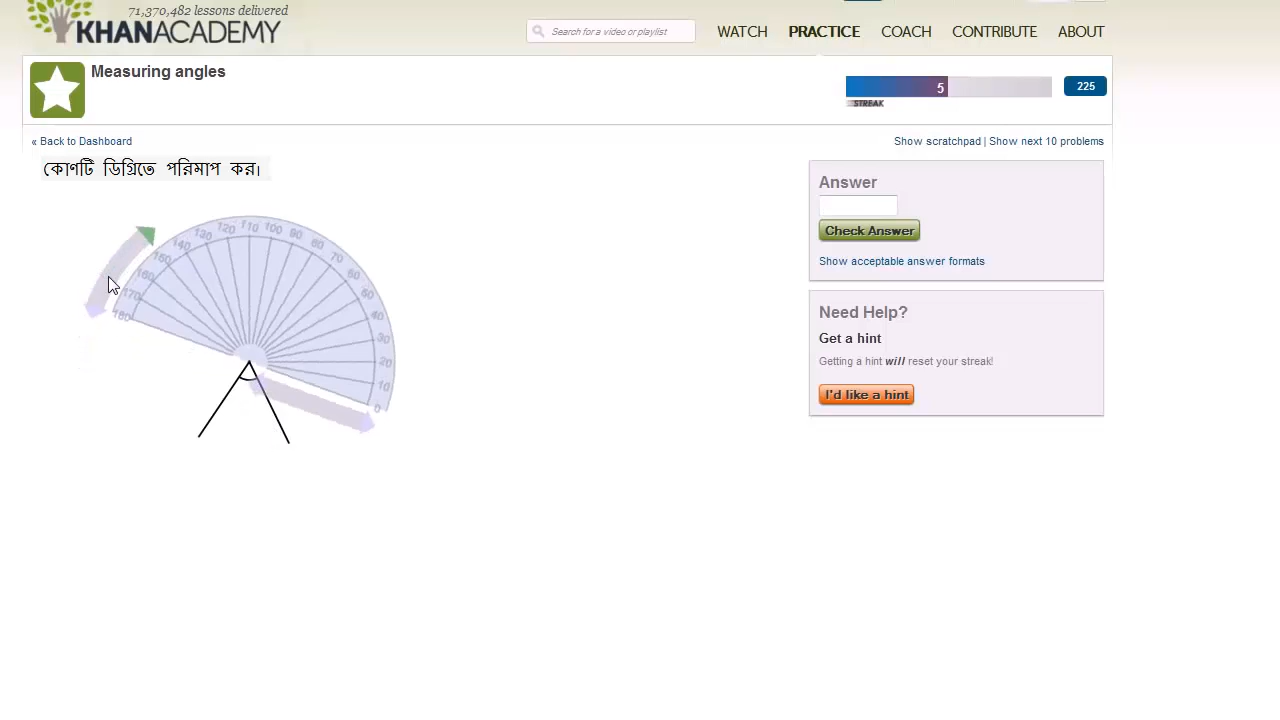 71,370,482 lessons delivered
KHANACADEMY
Search for a video or playlist
WATCH PRACTICE COACH CONTRIBUTE ABOUT
Measuring angles
5
STREAK
225
« Back to Dashboard
Show scratchpad | Show next 10 problems
কোণটি ডিগ্রিতে পরিমাপ কর।
Answer
Check Answer
Show acceptable answer formats
Need Help?
Get a hint
Getting a hint will reset your streak!
I'd like a hint
180 170 160 150 140 130 120 110 100 90 80 70 60 50 40 30 20 10 0